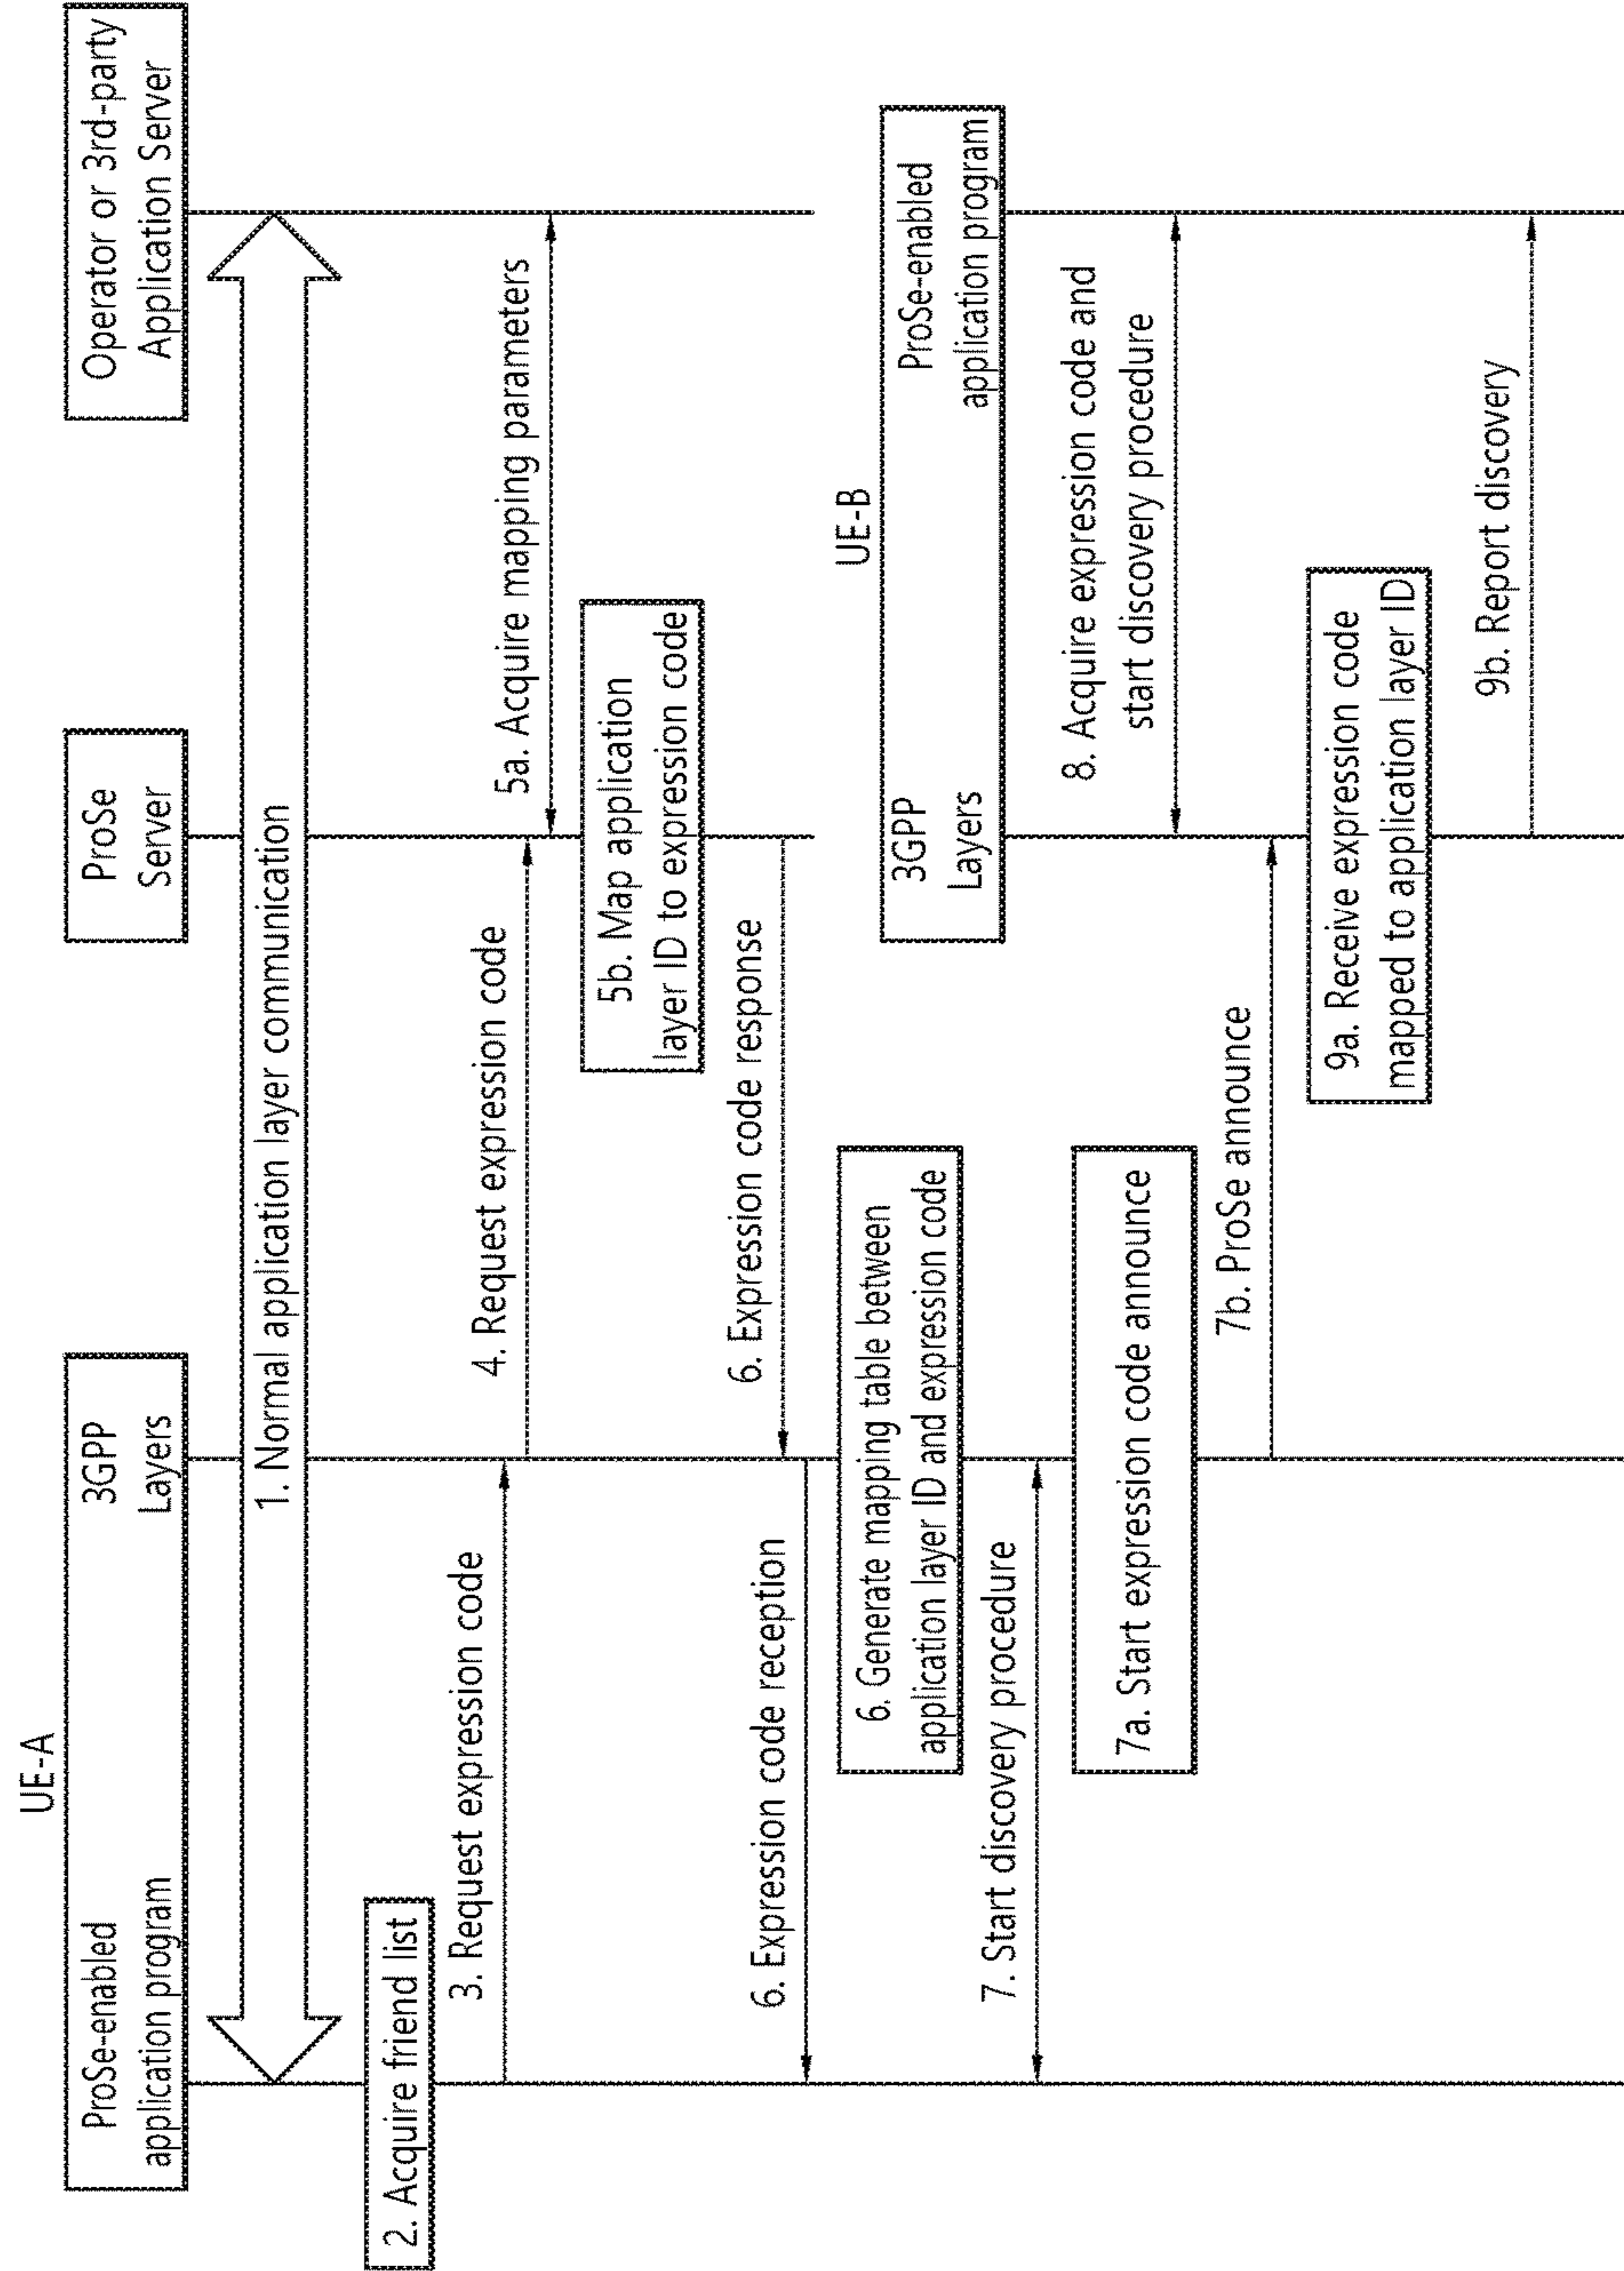 UE-A
ProSe-enabled
application program
3GPP
Layers
ProSe
Server
Operator or 3rd-party
Application Server
1. Normal application layer communication
2. Acquire friend list
3. Request expression code
4. Request expression code
5a. Acquire mapping parameters
5b. Map application
layer ID to expression code
6. Expression code response
6. Expression code reception
6. Generate mapping table between
application layer ID and expression code
UE-B
3GPP
Layers
ProSe-enabled
application program
7. Start discovery procedure
8. Acquire expression code and
start discovery procedure
7a. Start expression code announce
7b. ProSe announce
9a. Receive expression code
mapped to application layer ID
9b. Report discovery